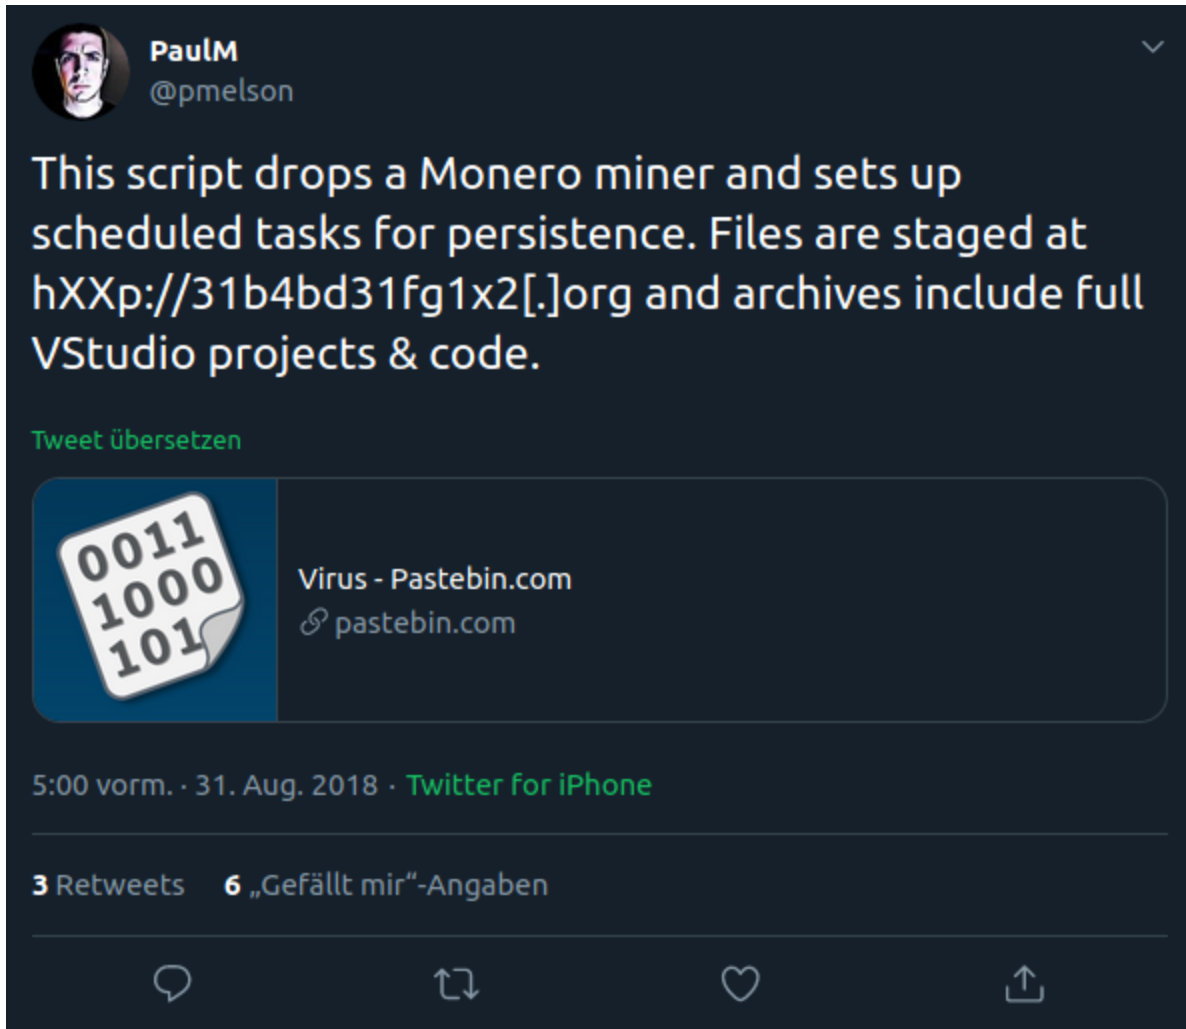 PaulM
@pmelson
This script drops a Monero miner and sets up
scheduled tasks for persistence. Files are staged at
hXXp://31b4bd31fg1x2[.]org and archives include full
VStudio projects & code.
Tweet übersetzen
0011
1000
101
Virus - Pastebin.com
pastebin.com
5:00 vorm. · 31. Aug. 2018 · Twitter for iPhone
3 Retweets 6 „Gefällt mir“-Angaben